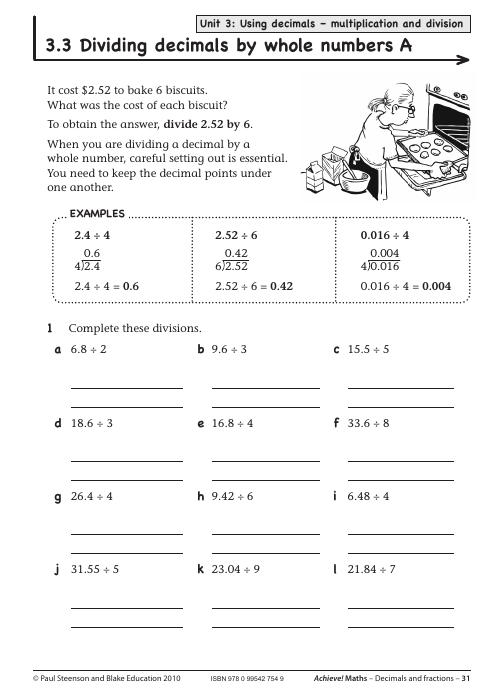 Unit 3: Using decimals – multiplication and division
3.3 Dividing decimals by whole numbers A
It cost $2.52 to bake 6 biscuits.
What was the cost of each biscuit?
To obtain the answer, divide 2.52 by 6.
When you are dividing a decimal by a
whole number, careful setting out is essential.
You need to keep the decimal points under
one another.
EXAMPLES
2.4 ÷ 4
0.6
4)2.4
2.4 ÷ 4 = 0.6
2.52 ÷ 6
0.42
6)2.52
2.52 ÷ 6 = 0.42
0.016 ÷ 4
0.004
4)0.016
0.016 ÷ 4 = 0.004
1 Complete these divisions.
a 6.8 ÷ 2
b 9.6 ÷ 3
c 15.5 ÷ 5
d 18.6 ÷ 3
e 16.8 ÷ 4
f 33.6 ÷ 8
g 26.4 ÷ 4
h 9.42 ÷ 6
i 6.48 ÷ 4
j 31.55 ÷ 5
k 23.04 ÷ 9
l 21.84 ÷ 7
© Paul Steenson and Blake Education 2010
ISBN 978 0 99542 754 9
Achieve! Maths – Decimals and fractions – 31